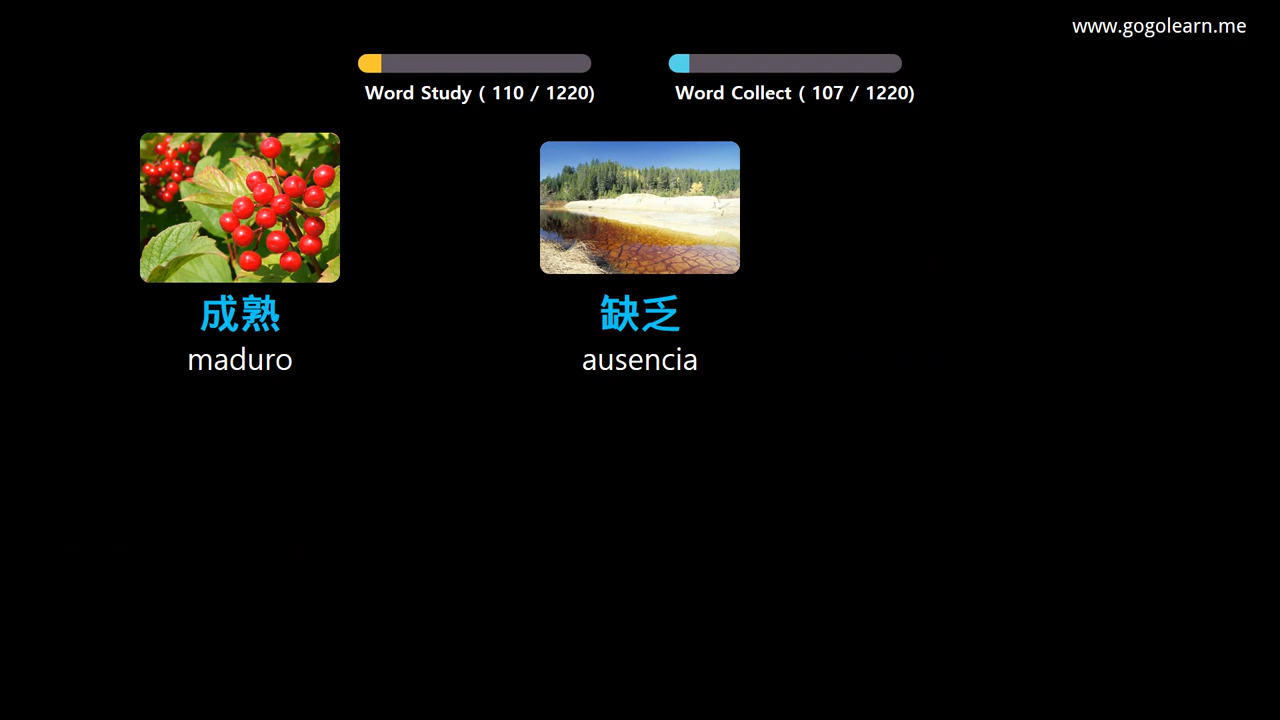 www.gogolearn.me
Word Study ( 110 / 1220)
Word Collect ( 107 / 1220)
成熟
maduro
缺乏
ausencia